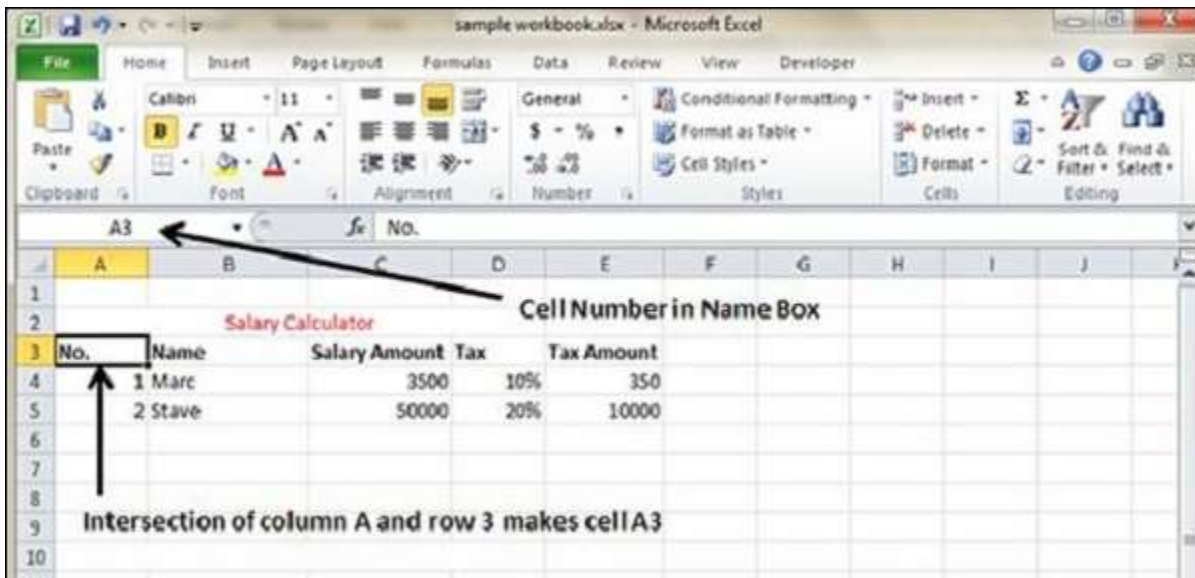 sample workbook.xlsx - Microsoft Excel
File Home Insert Page Layout Formulas Data Review View Developer
Calibri 11 General Conditional Formatting Insert Σ
B I U A A $ % Format as Table Delete
Paste A Cell Styles Format Sort & Filter Find & Select
Clipboard Font Alignment Number Styles Cells Editing
A3 fx No.
A B C D E F G H I J
1
Cell Number in Name Box
2 Salary Calculator
3 No. Name Salary Amount Tax Tax Amount
4 1 Marc 3500 10% 350
5 2 Stave 50000 20% 10000
6
7
8
9 Intersection of column A and row 3 makes cell A3
10